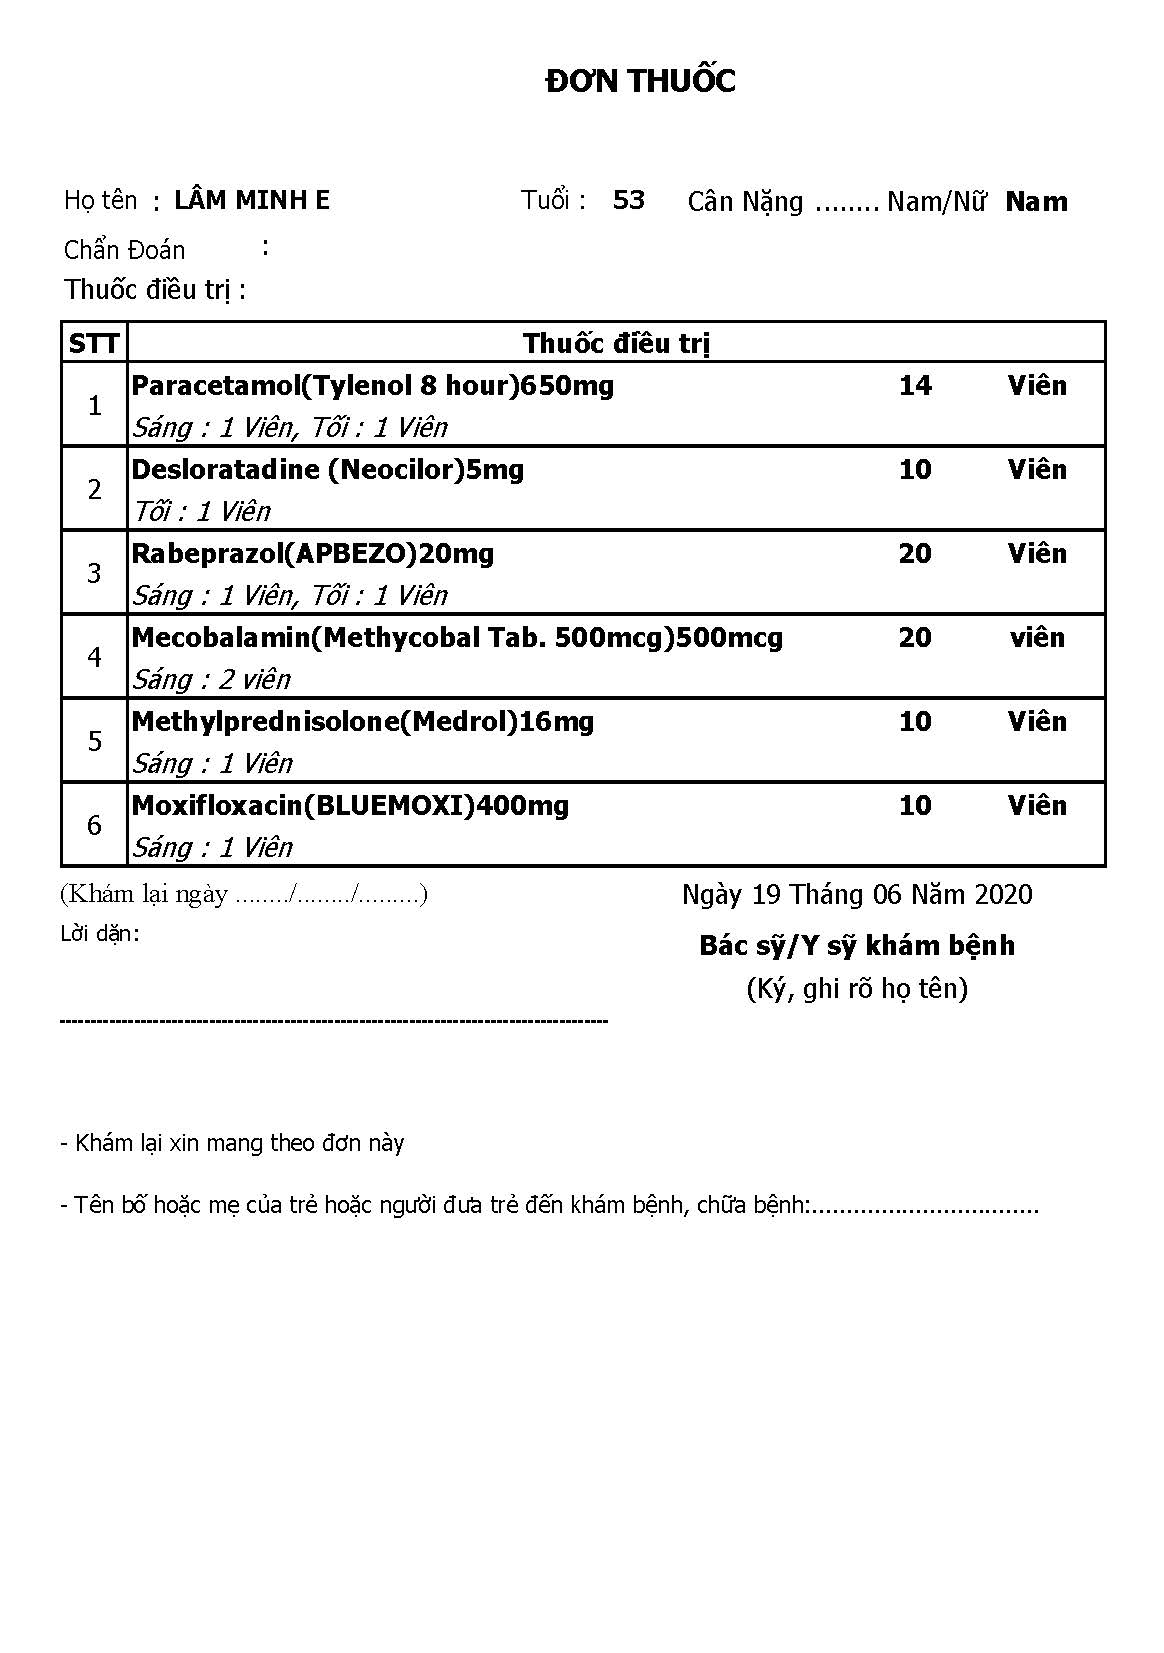 ĐƠN THUỐC
Họ tên : LÂM MINH E Tuổi : 53 Cân Nặng ........ Nam/Nữ Nam
Chẩn Đoán :
Thuốc điều trị :
STT Thuốc điều trị
1 Paracetamol(Tylenol 8 hour)650mg 14 Viên
Sáng : 1 Viên, Tối : 1 Viên
2 Desloratadine (Neocilor)5mg 10 Viên
Tối : 1 Viên
3 Rabeprazol(APBEZO)20mg 20 Viên
Sáng : 1 Viên, Tối : 1 Viên
4 Mecobalamin(Methycobal Tab. 500mcg)500mcg 20 viên
Sáng : 2 viên
5 Methylprednisolone(Medrol)16mg 10 Viên
Sáng : 1 Viên
6 Moxifloxacin(BLUEMOXI)400mg 10 Viên
Sáng : 1 Viên
(Khám lại ngày ......../......../.........) Ngày 19 Tháng 06 Năm 2020
Lời dặn:
Bác sỹ/Y sỹ khám bệnh
(Ký, ghi rõ họ tên)
- Khám lại xin mang theo đơn này
- Tên bố hoặc mẹ của trẻ hoặc người đưa trẻ đến khám bệnh, chữa bệnh:.................................